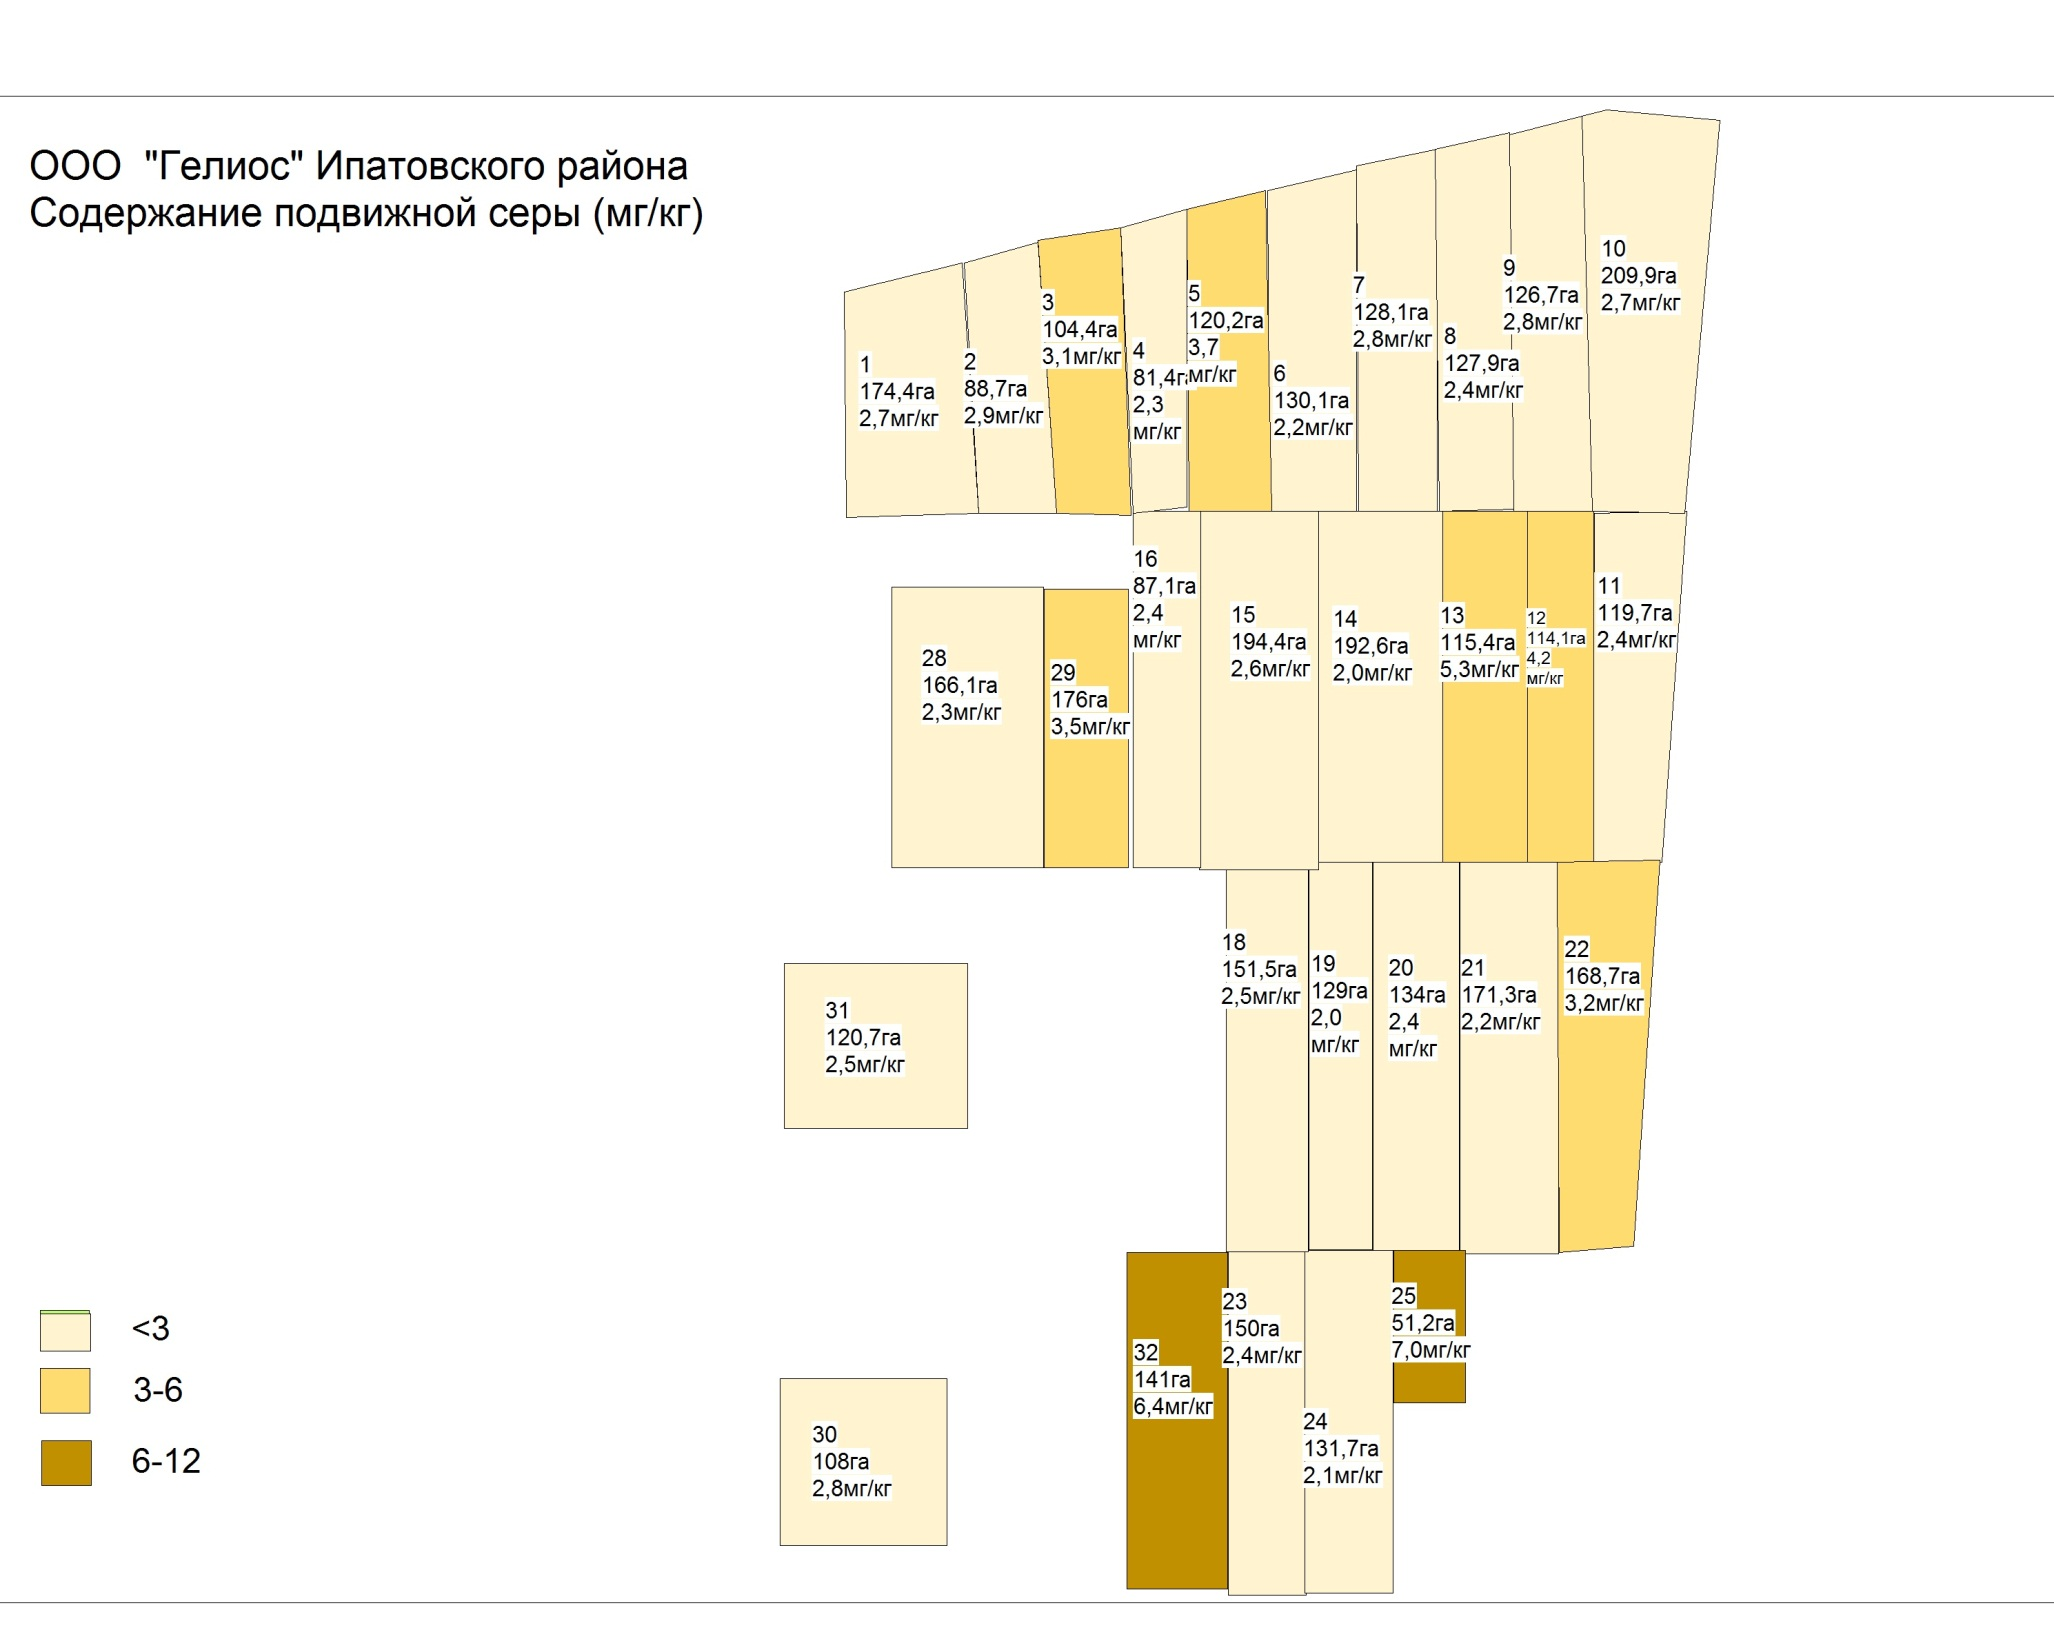 ООО "Гелиос" Ипатовского района
Содержание подвижной серы (мг/кг)
1
174,4га
2,7мг/кг
2
88,7га
2,9мг/кг
3
104,4га
3,1мг/кг
4
81,4га
2,3
мг/кг
5
120,2га
3,7
мг/кг
6
130,1га
2,2мг/кг
7
128,1га
2,8мг/кг
8
127,9га
2,4мг/кг
9
126,7га
2,8мг/кг
10
209,9га
2,7мг/кг
16
87,1га
2,4
мг/кг
15
194,4га
2,6мг/кг
14
192,6га
2,0мг/кг
13
115,4га
5,3мг/кг
12
114,1га
4,2
мг/кг
11
119,7га
2,4мг/кг
28
166,1га
2,3мг/кг
29
176га
3,5мг/кг
18
151,5га
2,5мг/кг
19
129га
2,0
мг/кг
20
134га
2,4
мг/кг
21
171,3га
2,2мг/кг
22
168,7га
3,2мг/кг
31
120,7га
2,5мг/кг
32
141га
6,4мг/кг
23
150га
2,4мг/кг
24
131,7га
2,1мг/кг
25
51,2га
7,0мг/кг
30
108га
2,8мг/кг
<3
3-6
6-12